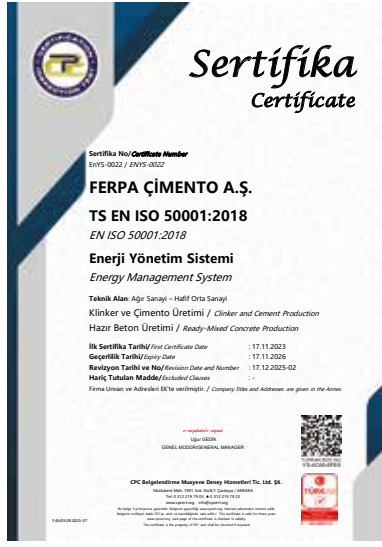 CPC
Sertifika
Certificate
Sertifika No/Certificate Number
EnYS-0022 / ENYS-0022
FERPA ÇİMENTO A.Ş.
TS EN ISO 50001:2018
EN ISO 50001:2018
Enerji Yönetim Sistemi
Energy Management System
Teknik Alan: Ağır Sanayi – Hafif Orta Sanayi
Klinker ve Çimento Üretimi / Clinker and Cement Production
Hazır Beton Üretimi / Ready-Mixed Concrete Production
İlk Sertifika Tarihi/First Certificate Date : 17.11.2023
Geçerlilik Tarihi/Expiry Date : 17.11.2026
Revizyon Tarihi ve No/Revision Date and Number : 17.12.2025-02
Hariç Tutulan Madde/Excluded Clauses : -
Firma Unvan ve Adresleri EK'te verilmiştir. / Company Titles and Addresses are given in the Annex.
Uğur GEDİK
GENEL MÜDÜR/GENERAL MANAGER
CPC Belgelendirme Muayene Deney Hizmetleri Tic. Ltd. Şti.